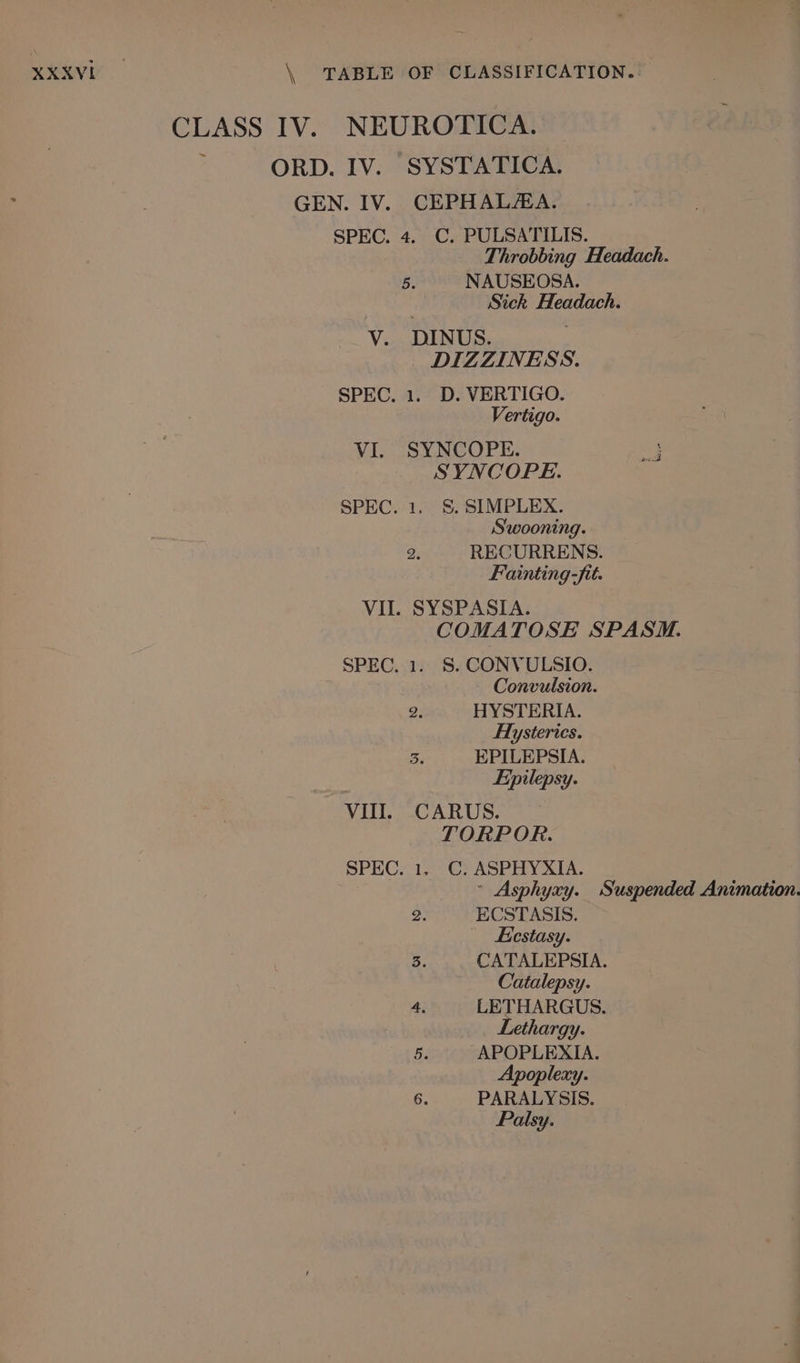 xxxvi TABLE OF CLASSIFICATION.
CLASS IV. NEUROTICA.
ORD. IV. SYSTATICA.
GEN. IV. CEPHALÆA.
SPEC. 4. C. PULSATILIS.
Throbbing Headach.
5. NAUSEOSA.
Sick Headach.
V. DINUS.
DIZZINESS.
SPEC. 1. D. VERTIGO.
Vertigo.
VI. SYNCOPE.
SYNCOPE.
SPEC. 1. S. SIMPLEX.
Swooning.
2. RECURRENS.
Fainting-fit.
VII. SYSPASIA.
COMATOSE SPASM.
SPEC. 1. S. CONVULSIO.
Convulsion.
2. HYSTERIA.
Hysterics.
3. EPILEPSIA.
Epilepsy.
VIII. CARUS.
TORPOR.
SPEC. 1. C. ASPHYXIA.
Asphyxy. Suspended Animation.
2. ECSTASIS.
Ecstasy.
3. CATALEPSIA.
Catalepsy.
4. LETHARGUS.
Lethargy.
5. APOPLEXIA.
Apoplexy.
6. PARALYSIS.
Palsy.